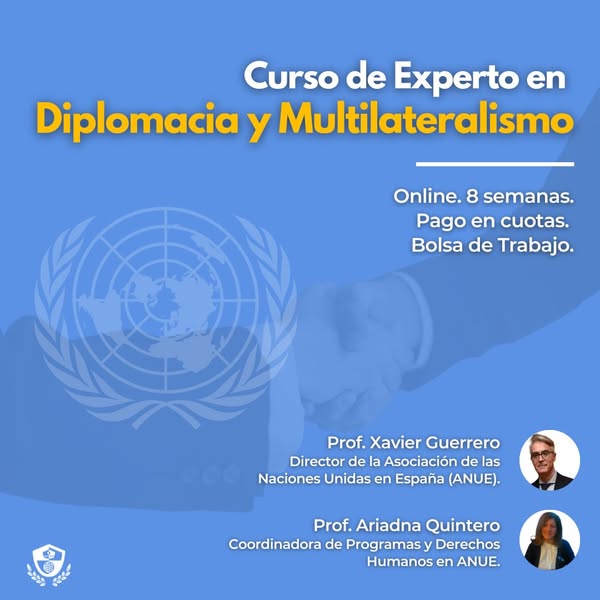 Curso de Experto en
Diplomacia y Multilateralismo
Online. 8 semanas.
Pago en cuotas.
Bolsa de Trabajo.
Prof. Xavier Guerrero
Director de la Asociación de las
Naciones Unidas en España (ANUE).
Prof. Ariadna Quintero
Coordinadora de Programas y Derechos
Humanos en ANUE.